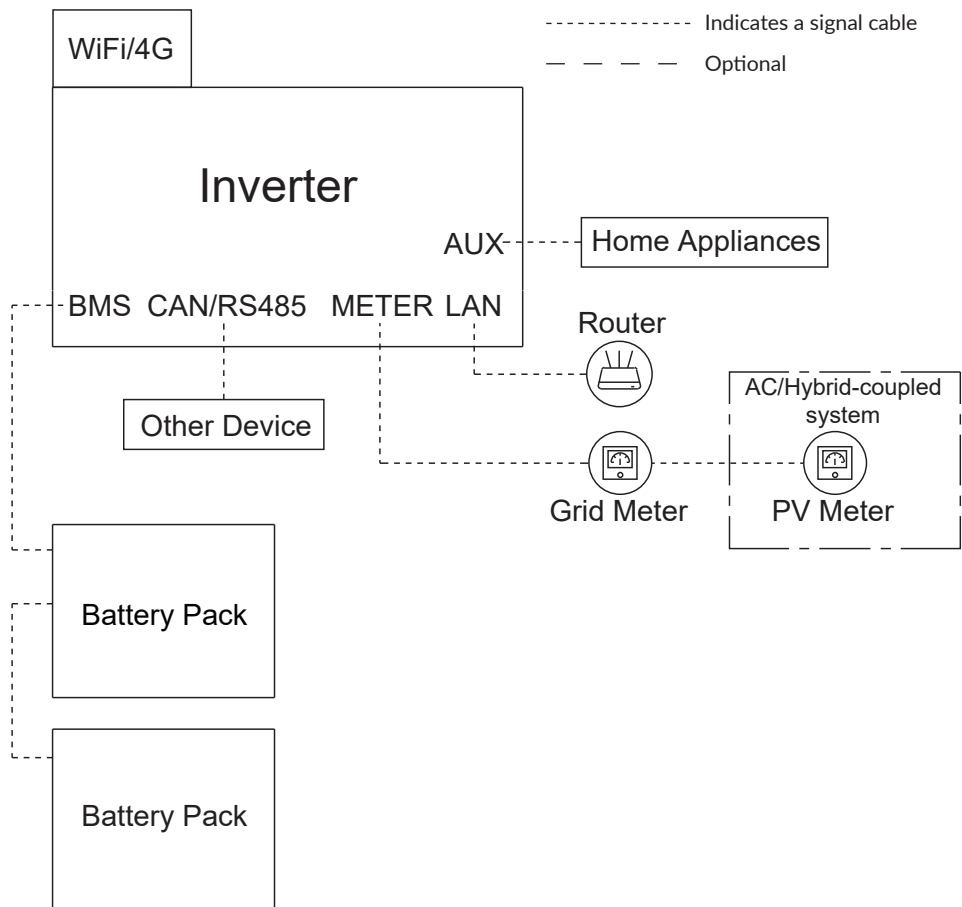 WiFi/4G
Indicates a signal cable
Optional
Inverter
AUX
Home Appliances
BMS CAN/RS485 METER LAN
Router
AC/Hybrid-coupled
system
Other Device
Grid Meter
PV Meter
Battery Pack
Battery Pack